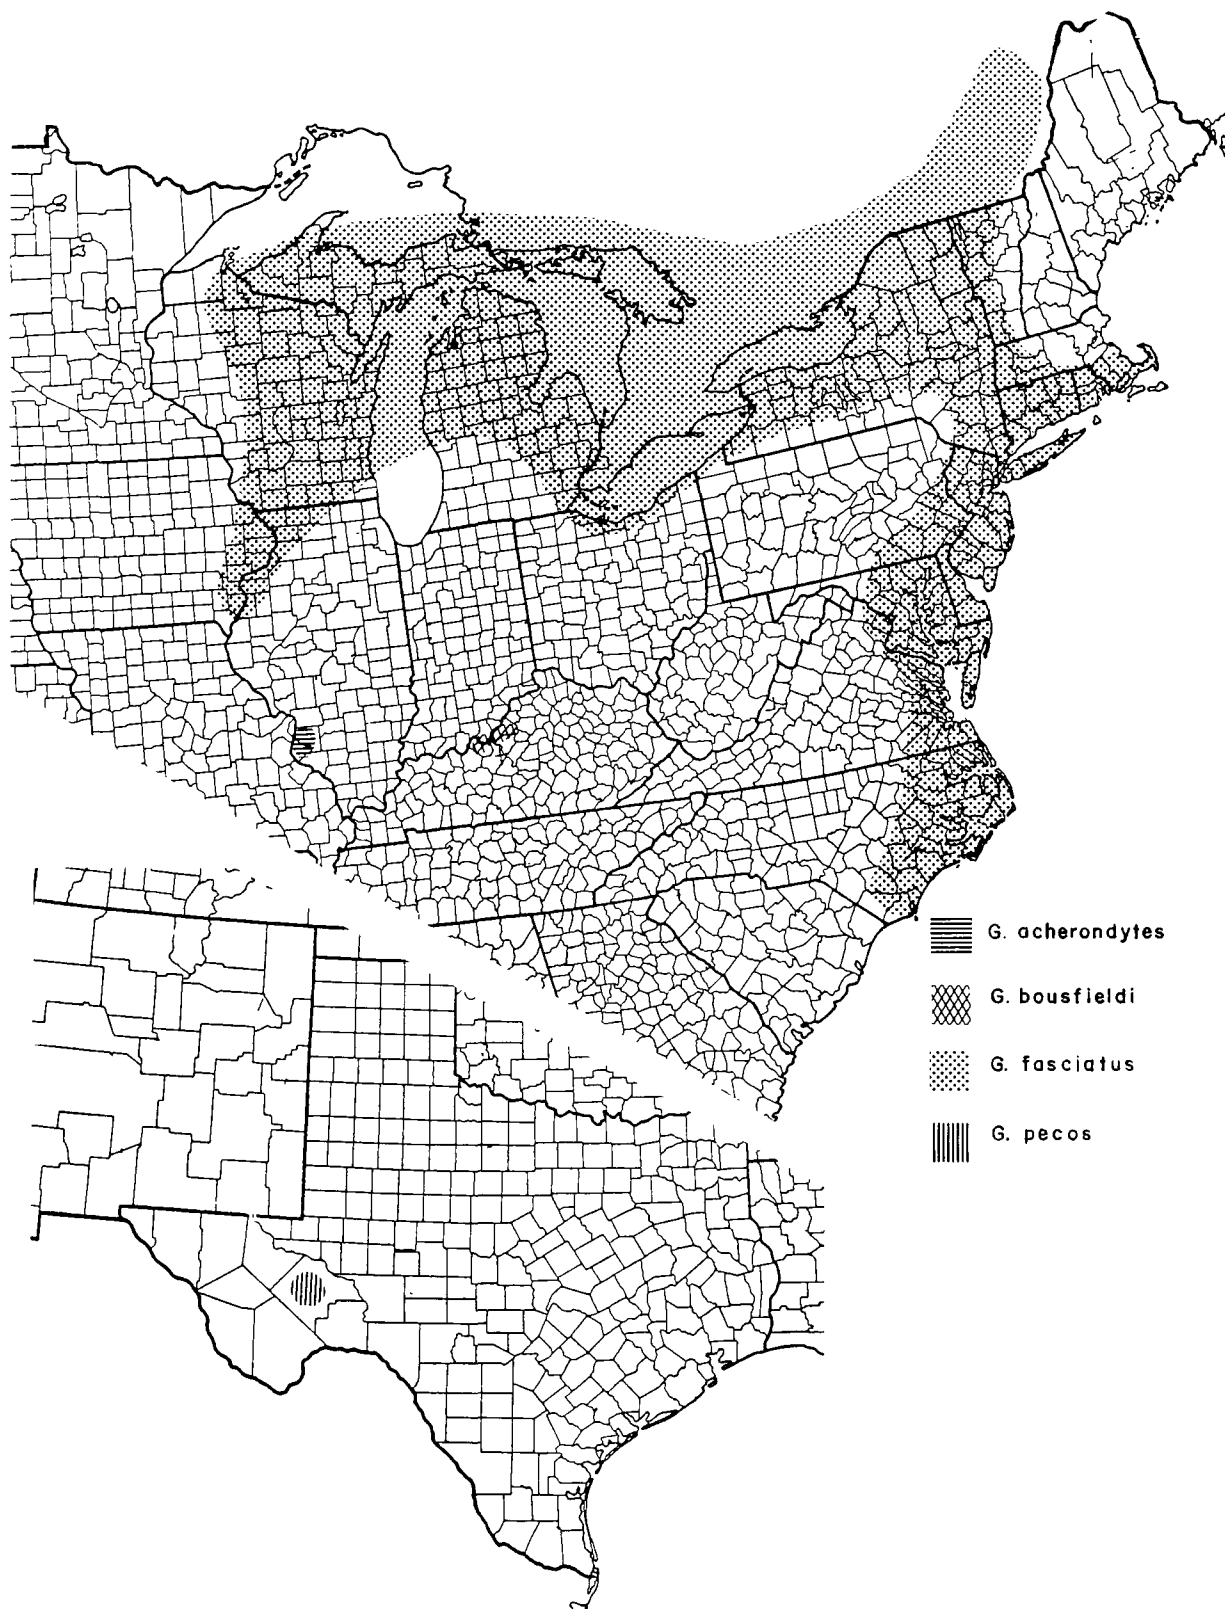 G. acherondytes
G. bousfieldi
G. fasciatus
G. pecos